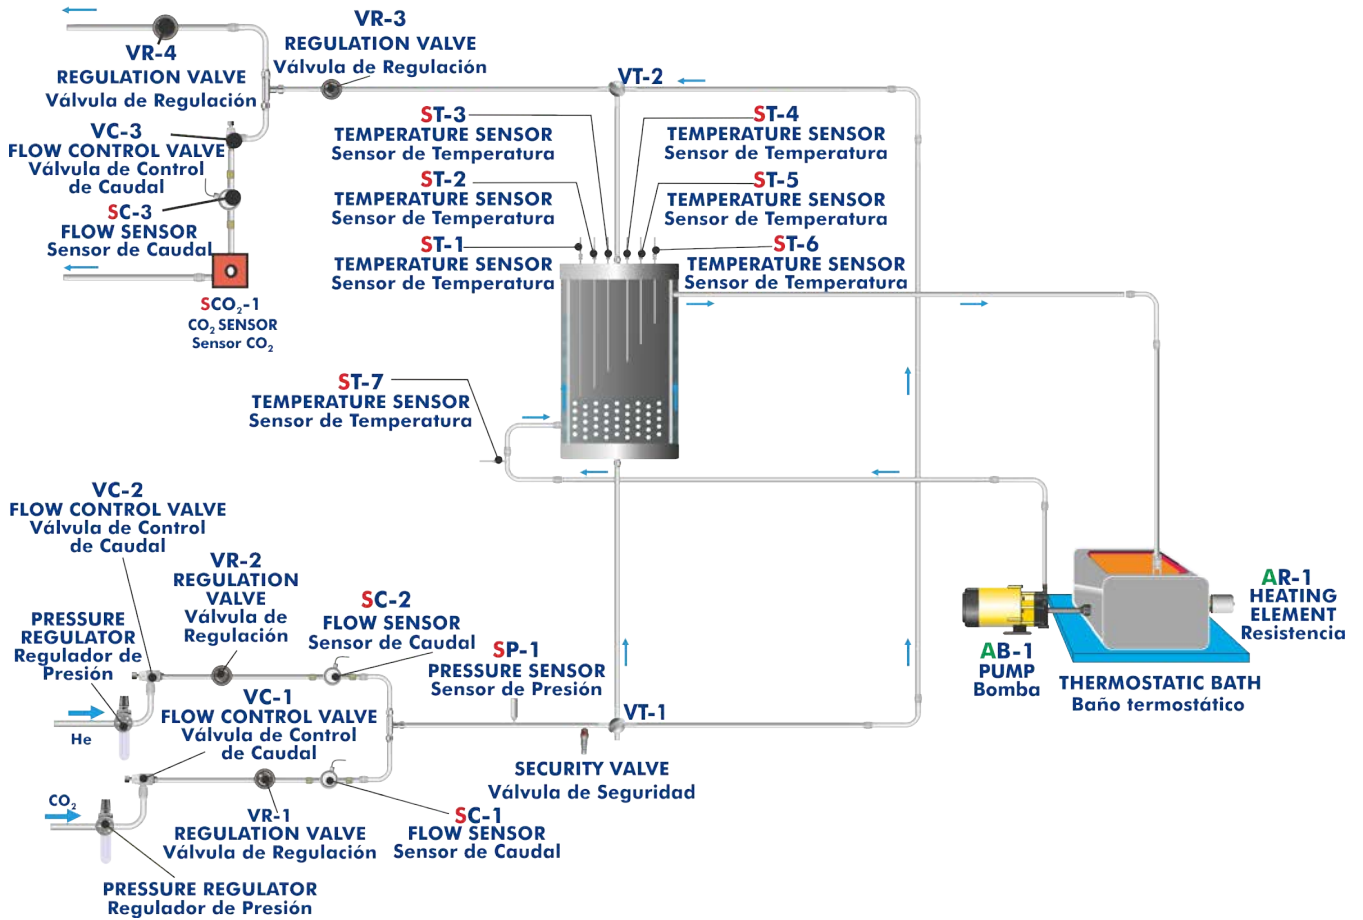 VR-4
REGULATION VALVE
Válvula de Regulación
VR-3
REGULATION VALVE
Válvula de Regulación
VT-2
VC-3
FLOW CONTROL VALVE
Válvula de Control
de Caudal
SC-3
FLOW SENSOR
Sensor de Caudal
SCO₂-1
CO₂ SENSOR
Sensor CO₂
ST-3
TEMPERATURE SENSOR
Sensor de Temperatura
ST-2
TEMPERATURE SENSOR
Sensor de Temperatura
ST-1
TEMPERATURE SENSOR
Sensor de Temperatura
ST-4
TEMPERATURE SENSOR
Sensor de Temperatura
ST-5
TEMPERATURE SENSOR
Sensor de Temperatura
ST-6
TEMPERATURE SENSOR
Sensor de Temperatura
ST-7
TEMPERATURE SENSOR
Sensor de Temperatura
VC-2
FLOW CONTROL VALVE
Válvula de Control
de Caudal
VR-2
REGULATION
VALVE
Válvula de
Regulación
PRESSURE
REGULATOR
Regulador de
Presión
He
SC-2
FLOW SENSOR
Sensor de Caudal
SP-1
PRESSURE SENSOR
Sensor de Presión
VC-1
FLOW CONTROL VALVE
Válvula de Control
de Caudal
VT-1
SECURITY VALVE
Válvula de Seguridad
CO₂
VR-1
REGULATION VALVE
Válvula de Regulación
SC-1
FLOW SENSOR
Sensor de Caudal
PRESSURE REGULATOR
Regulador de Presión
AB-1
PUMP
Bomba
AR-1
HEATING
ELEMENT
Resistencia
THERMOSTATIC BATH
Baño termostático